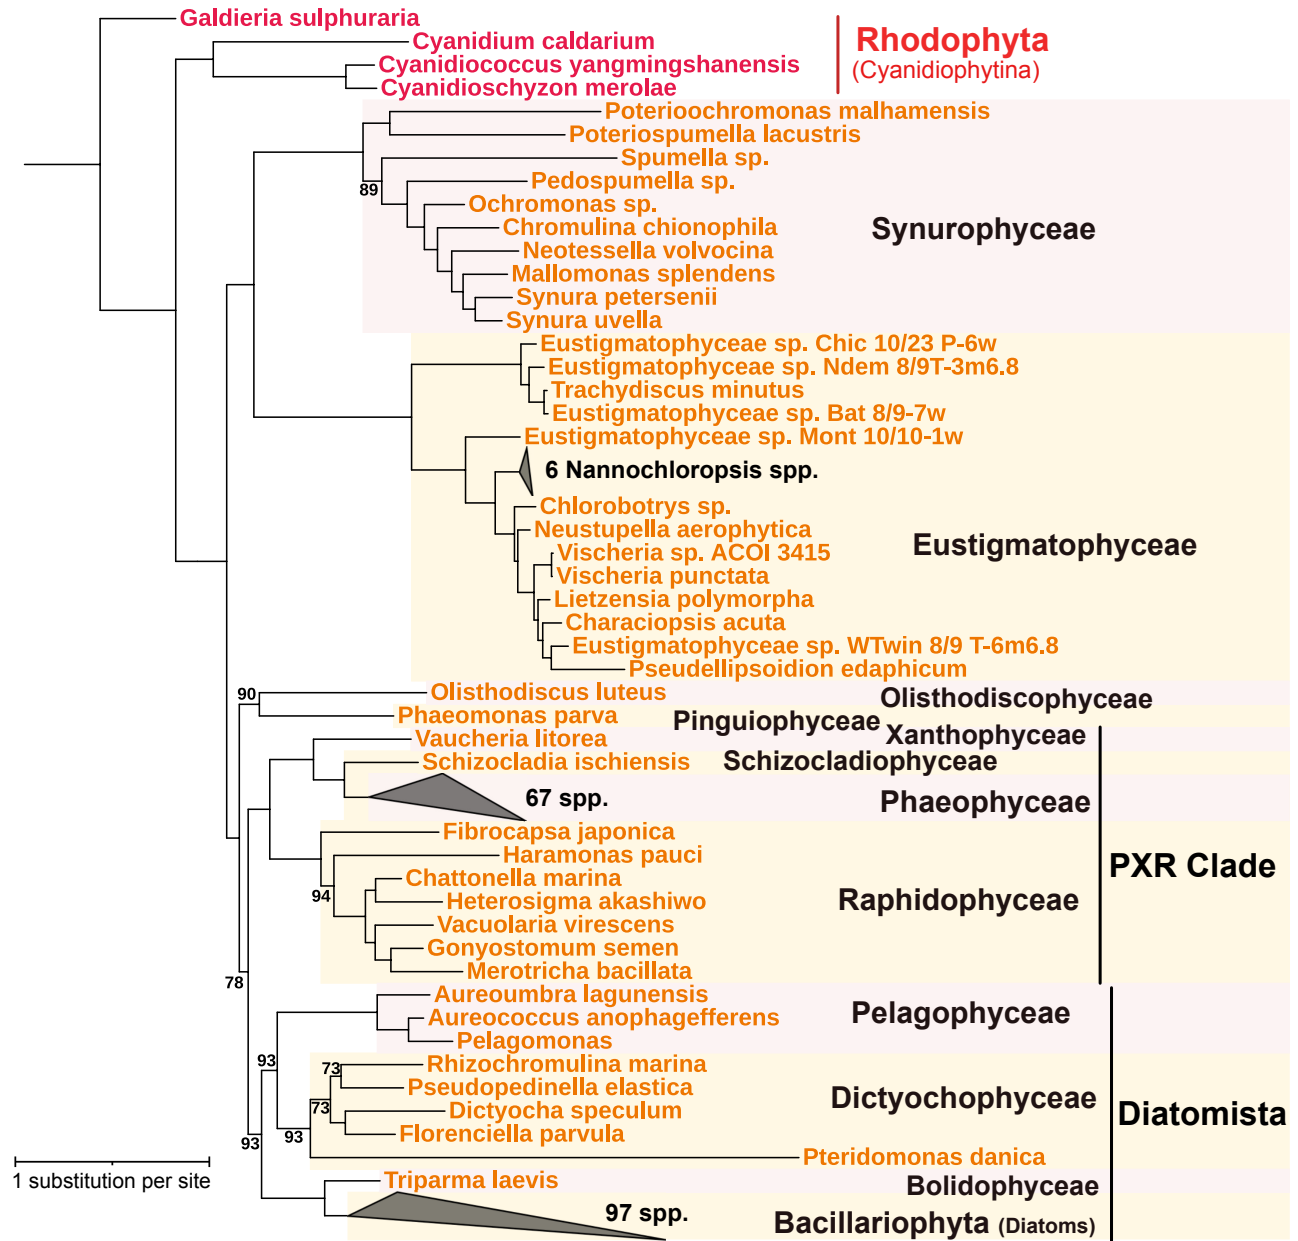 Galdieria sulphuraria
Cyanidium caldarium
Rhodophyta
Cyanidiococcus yangmingshanensis
(Cyanidiophytina)
Cyanidioschyzon merolae
Poterioochromonas malhamensis
Poteriospumella lacustris
Spumella sp.
89
Pedospumella sp.
Ochromonas sp.
Chromulina chionophila
Synurophyceae
Neotessella volvocina
Mallomonas splendens
Synura petersenii
Synura uvella
Eustigmatophyceae sp. Chic 10/23 P-6w
Eustigmatophyceae sp. Ndem 8/9T-3m6.8
Trachydiscus minutus
Eustigmatophyceae sp. Bat 8/9-7w
Eustigmatophyceae sp. Mont 10/10-1w
6 Nannochloropsis spp.
Chlorobotrys sp.
Neustupella aerophytica
Eustigmatophyceae
Vischeria sp. ACOI 3415
Vischeria punctata
Lietzensia polymorpha
Characiopsis acuta
Eustigmatophyceae sp. WTwin 8/9 T-6m6.8
Pseudellipsoidion edaphicum
90
Olisthodiscus luteus
Olisthodiscophyceae
Phaeomonas parva
Pinguiophyceae
Vaucheria litorea
Xanthophyceae
Schizocladia ischiensis
Schizocladiophyceae
67 spp.
Phaeophyceae
Fibrocapsa japonica
Haramonas pauci
PXR Clade
Chattonella marina
94
Heterosigma akashiwo
Raphidophyceae
Vacuolaria virescens
Gonyostomum semen
Merotricha bacillata
78
Aureoumbra lagunensis
Aureococcus anophagefferens
Pelagophyceae
Pelagomonas
93
Rhizochromulina marina
73
Pseudopedinella elastica
73
Dictyocha speculum
Dictyochophyceae
Diatomista
93
93
Florenciella parvula
Pteridomonas danica
1 substitution per site
Triparma laevis
Bolidophyceae
97 spp.
Bacillariophyta (Diatoms)